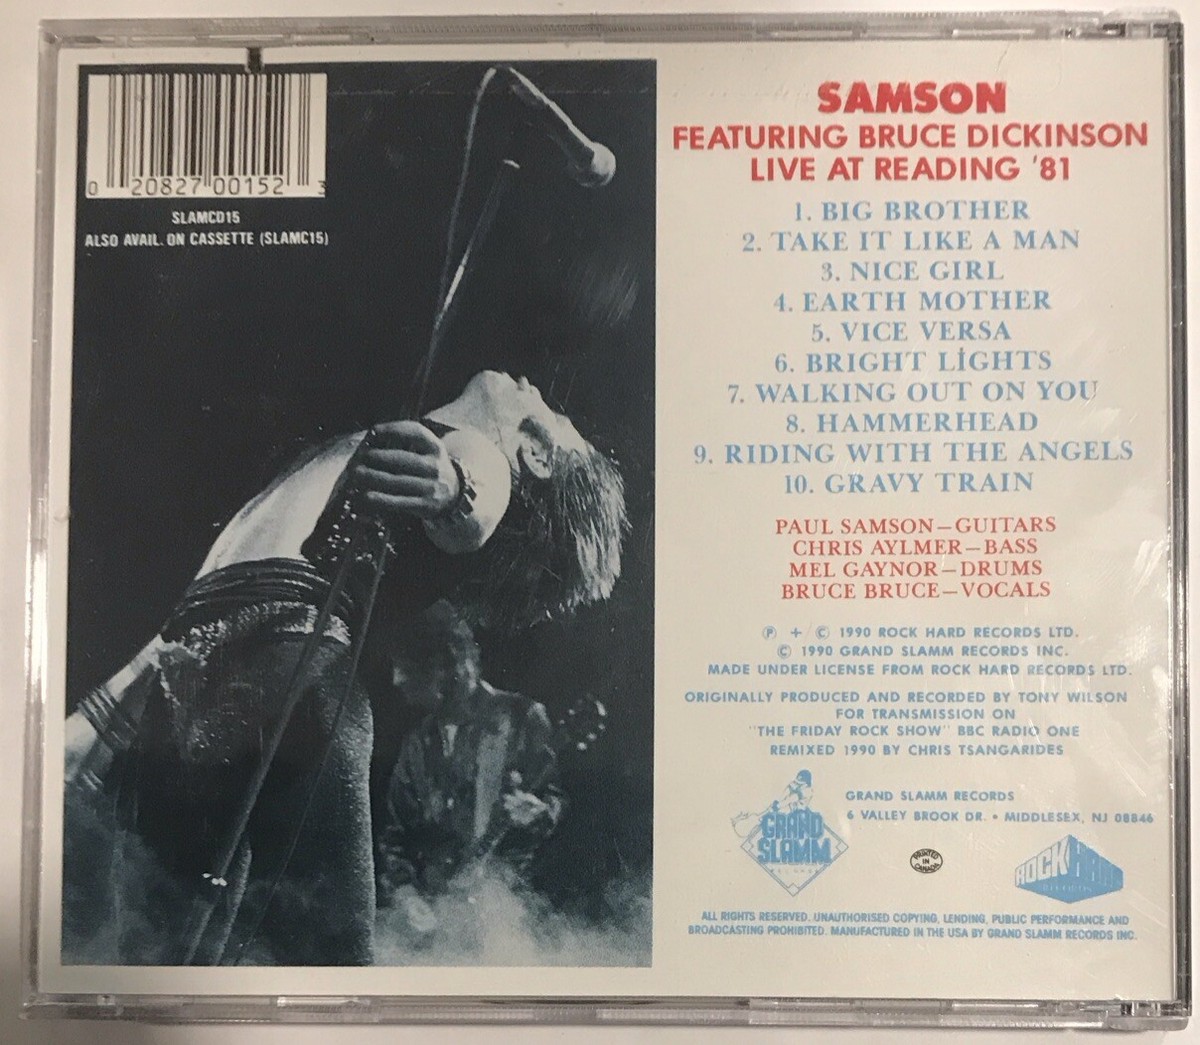 0 20827 00152 3
SLAMCD15
ALSO AVAIL. ON CASSETTE (SLAMC15)
SAMSON
FEATURING BRUCE DICKINSON
LIVE AT READING '81
1. BIG BROTHER
2. TAKE IT LIKE A MAN
3. NICE GIRL
4. EARTH MOTHER
5. VICE VERSA
6. BRIGHT LİGHTS
7. WALKING OUT ON YOU
8. HAMMERHEAD
9. RIDING WITH THE ANGELS
10. GRAVY TRAIN
PAUL SAMSON—GUITARS
CHRIS AYLMER—BASS
MEL GAYNOR—DRUMS
BRUCE BRUCE—VOCALS
℗ + © 1990 ROCK HARD RECORDS LTD.
© 1990 GRAND SLAMM RECORDS INC.
MADE UNDER LICENSE FROM ROCK HARD RECORDS LTD.
ORIGINALLY PRODUCED AND RECORDED BY TONY WILSON
FOR TRANSMISSION ON
"THE FRIDAY ROCK SHOW" BBC RADIO ONE
REMIXED 1990 BY CHRIS TSANGARIDES
GRAND SLAMM RECORDS
6 VALLEY BROOK DR. • MIDDLESEX, NJ 08846
GRAND
SLAMM
RECORDS
PRINTED
IN
CANADA
ROCK HARD
RECORDS
ALL RIGHTS RESERVED. UNAUTHORISED COPYING, LENDING, PUBLIC PERFORMANCE AND
BROADCASTING PROHIBITED. MANUFACTURED IN THE USA BY GRAND SLAMM RECORDS INC.